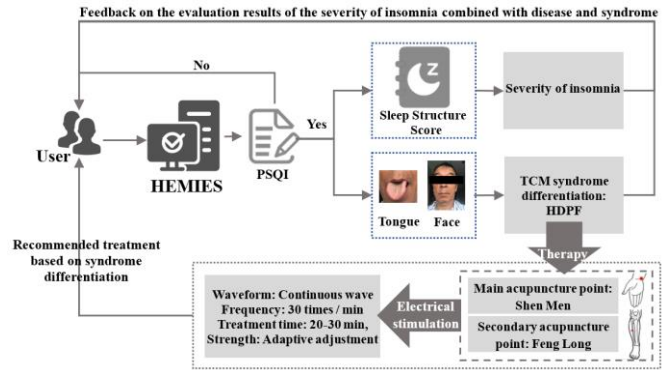 Feedback on the evaluation results of the severity of insomnia combined with disease and syndrome
No
User
HEMIES
PSQI
Yes
Z
Sleep Structure
Score
Severity of insomnia
Tongue
Face
TCM syndrome
differentiation:
HDPF
Therapy
Recommended treatment
based on syndrome
differentiation
Waveform: Continuous wave
Frequency: 30 times / min
Treatment time: 20-30 min,
Strength: Adaptive adjustment
Electrical
stimulation
Main acupuncture point:
Shen Men
Secondary acupuncture
point: Feng Long